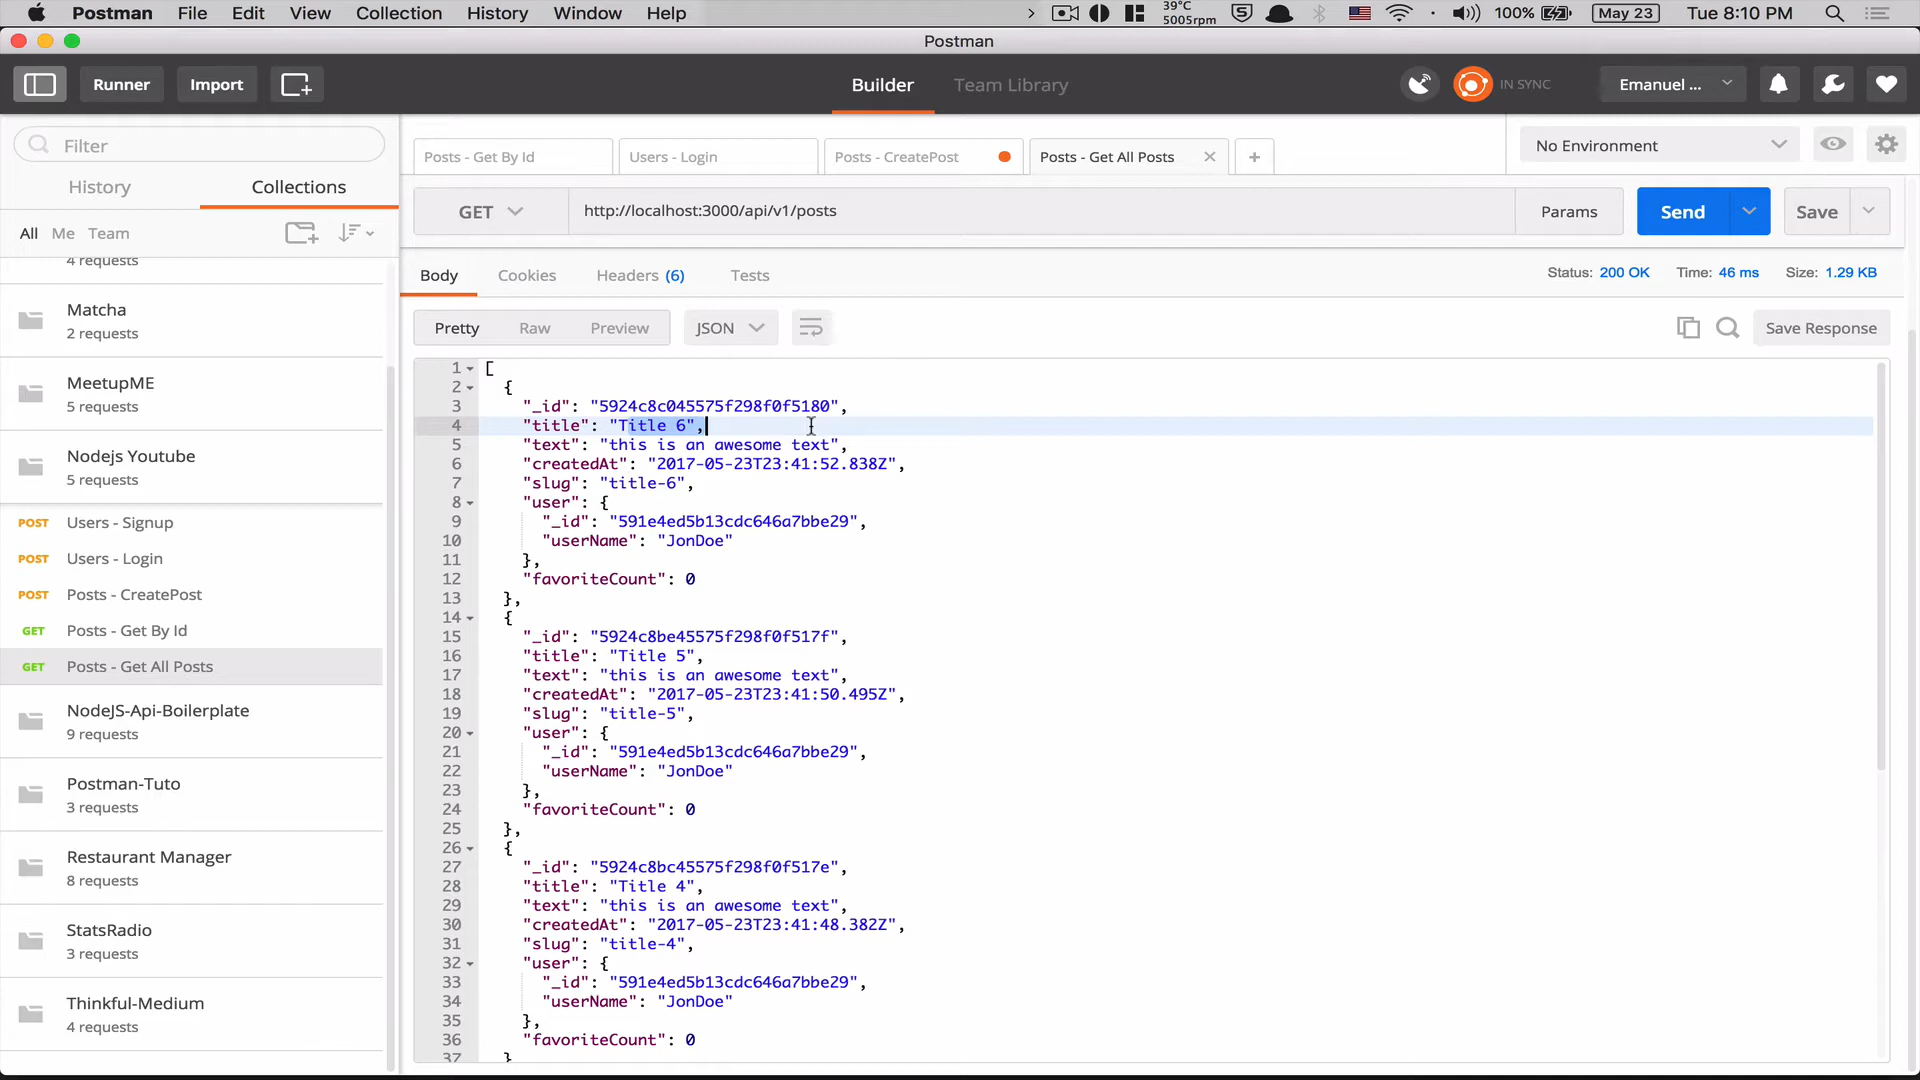 Postman File Edit View Collection History Window Help 39°C 5005rpm 100% May 23 Tue 8:10 PM
Postman
Runner Import Builder Team Library IN SYNC Emanuel ...
Filter
History Collections
All Me Team
4 requests
Matcha
2 requests
MeetupME
5 requests
Nodejs Youtube
5 requests
POST Users - Signup
POST Users - Login
POST Posts - CreatePost
GET Posts - Get By Id
GET Posts - Get All Posts
NodeJS-Api-Boilerplate
9 requests
Postman-Tuto
3 requests
Restaurant Manager
8 requests
StatsRadio
3 requests
Thinkful-Medium
4 requests
Posts - Get By Id Users - Login Posts - CreatePost Posts - Get All Posts + No Environment
GET http://localhost:3000/api/v1/posts Params Send Save
Body Cookies Headers (6) Tests Status: 200 OK Time: 46 ms Size: 1.29 KB
Pretty Raw Preview JSON Save Response
1 [
2 {
3 "_id": "5924c8c045575f298f0f5180",
4 "title": "Title 6",
5 "text": "this is an awesome text",
6 "createdAt": "2017-05-23T23:41:52.838Z",
7 "slug": "title-6",
8 "user": {
9 "_id": "591e4ed5b13cdc646a7bbe29",
10 "userName": "JonDoe"
11 },
12 "favoriteCount": 0
13 },
14 {
15 "_id": "5924c8be45575f298f0f517f",
16 "title": "Title 5",
17 "text": "this is an awesome text",
18 "createdAt": "2017-05-23T23:41:50.495Z",
19 "slug": "title-5",
20 "user": {
21 "_id": "591e4ed5b13cdc646a7bbe29",
22 "userName": "JonDoe"
23 },
24 "favoriteCount": 0
25 },
26 {
27 "_id": "5924c8bc45575f298f0f517e",
28 "title": "Title 4",
29 "text": "this is an awesome text",
30 "createdAt": "2017-05-23T23:41:48.382Z",
31 "slug": "title-4",
32 "user": {
33 "_id": "591e4ed5b13cdc646a7bbe29",
34 "userName": "JonDoe"
35 },
36 "favoriteCount": 0
37 }